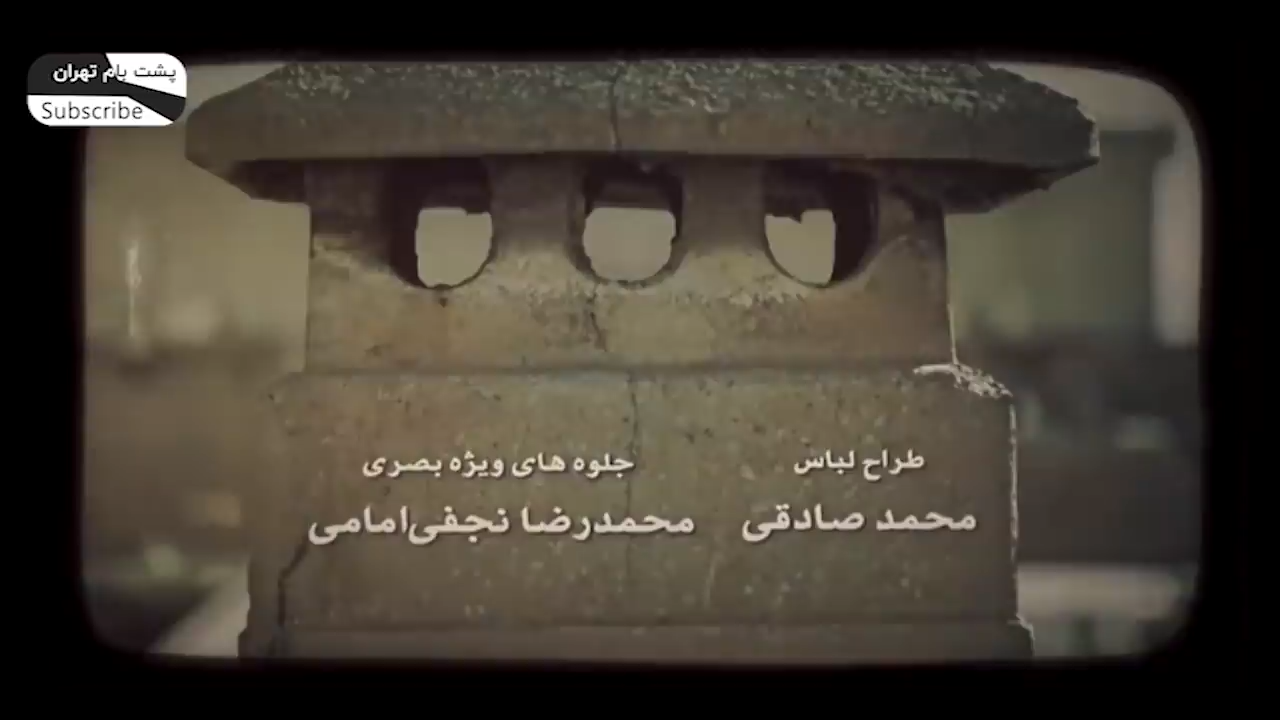 پشت بام تهران
Subscribe
طراح لباس
محمد صادقی
جلوه های ویژه بصری
محمدرضا نجفی‌امامی